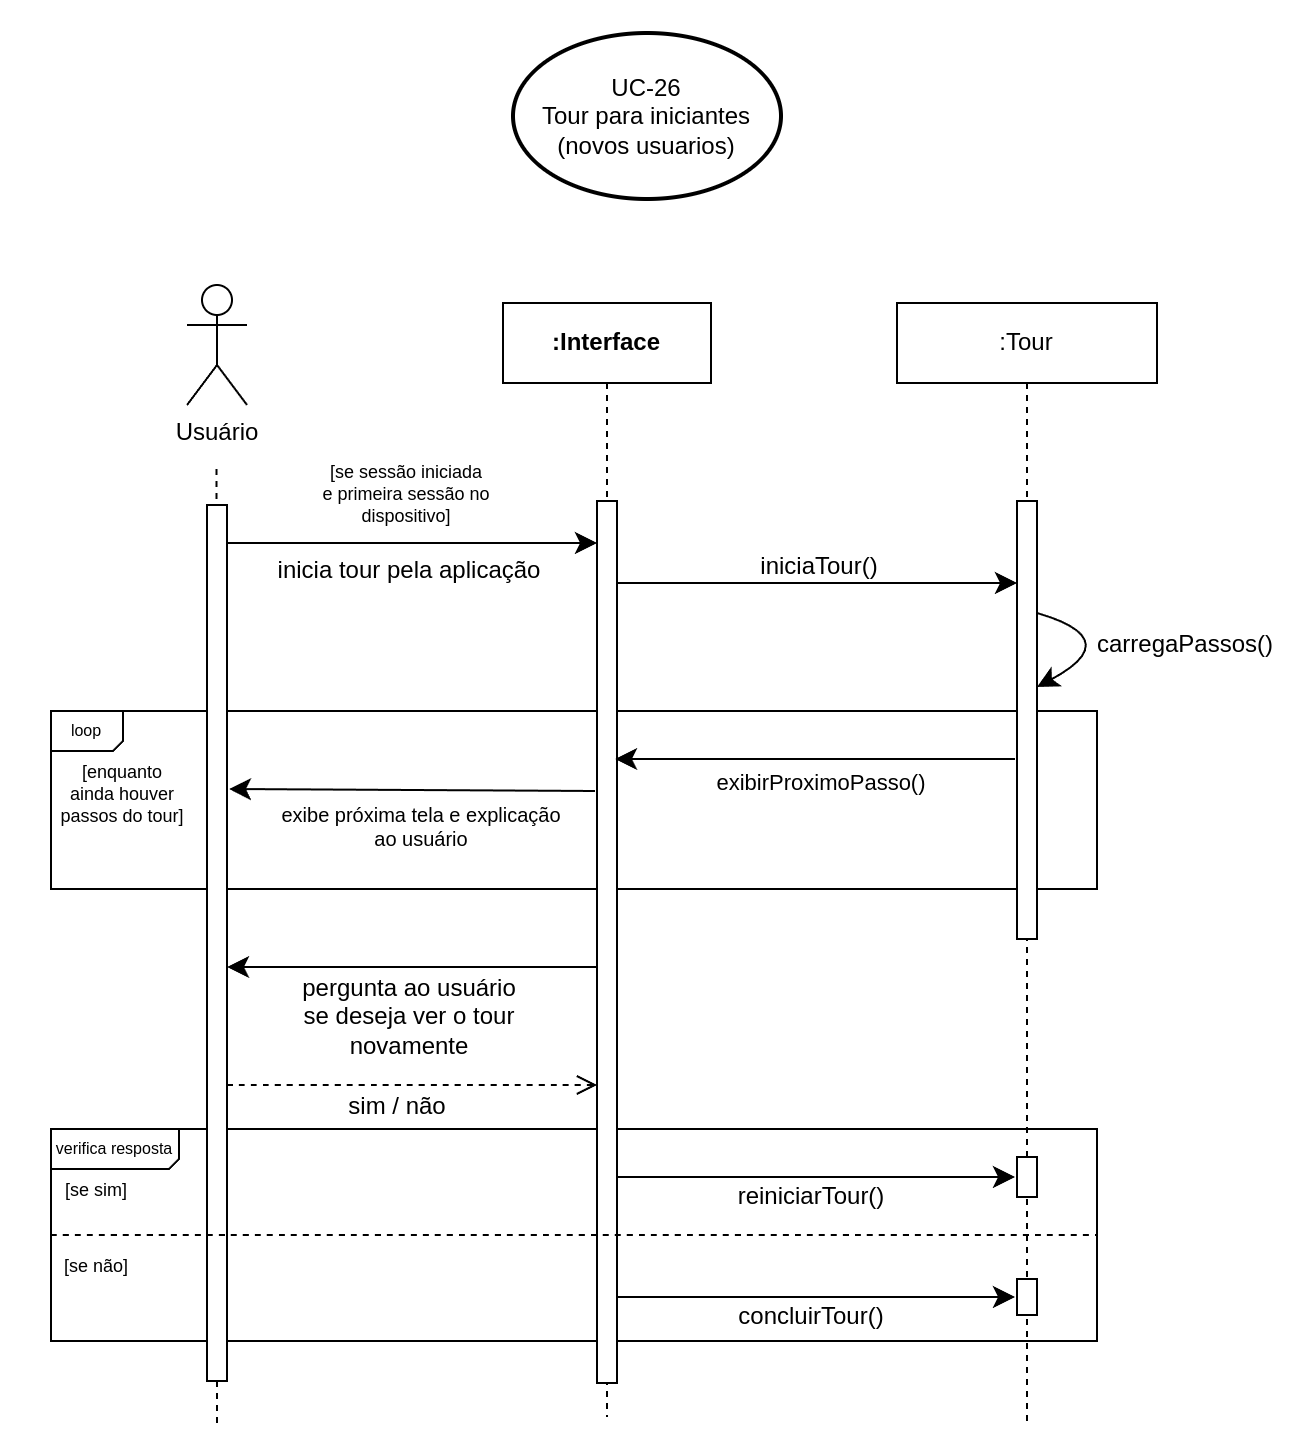 UC-26
Tour para iniciantes
(novos usuarios)
:Interface
:Tour
Usuário
[se sessão iniciada
e primeira sessão no
dispositivo]
inicia tour pela aplicação
iniciaTour()
carregaPassos()
loop
[enquanto
ainda houver
passos do tour]
exibirProximoPasso()
exibe próxima tela e explicação
ao usuário
pergunta ao usuário
se deseja ver o tour
novamente
sim / não
verifica resposta
[se sim]
reiniciarTour()
[se não]
concluirTour()